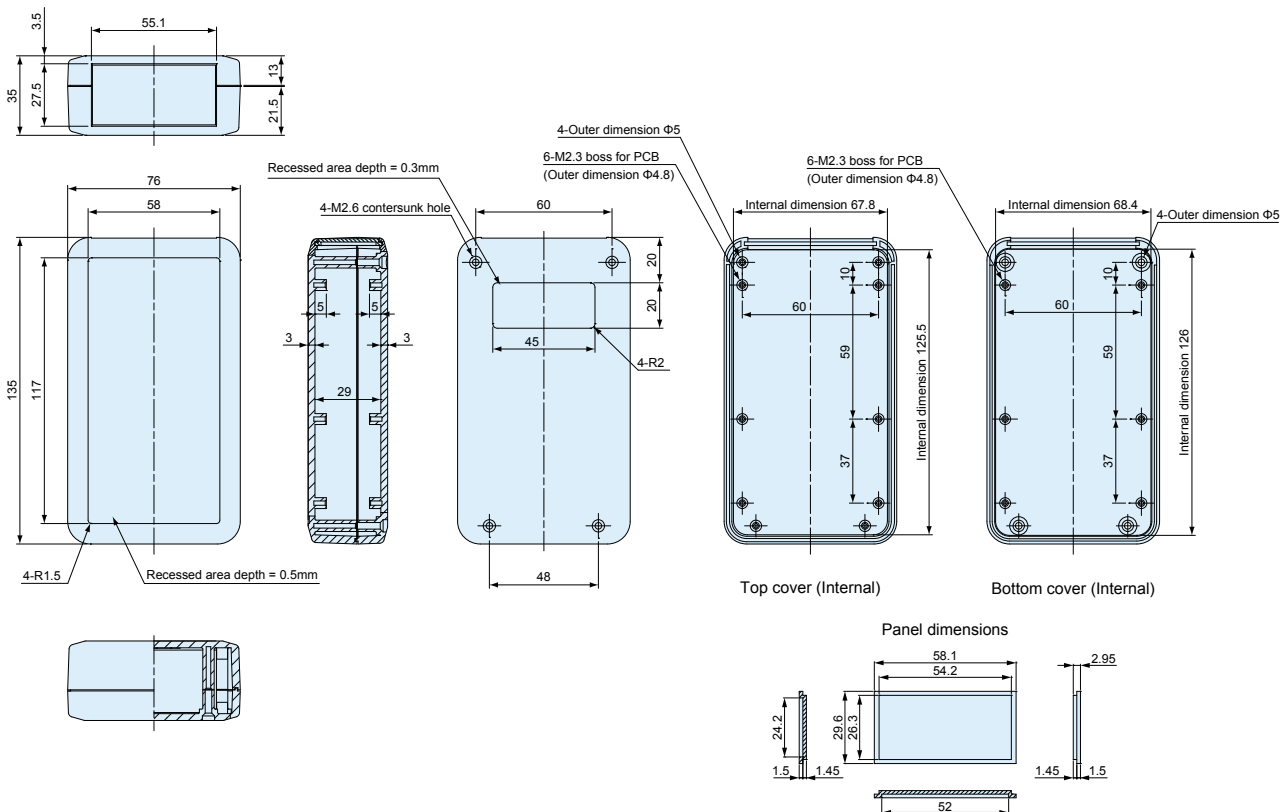 55.1
3.5
35
27.5
13
21.5
4-Outer dimension Φ5
6-M2.3 boss for PCB
(Outer dimension Φ4.8)
6-M2.3 boss for PCB
(Outer dimension Φ4.8)
Recessed area depth = 0.3mm
4-M2.6 contersunk hole
4-Outer dimension Φ5
76
58
135
117
4-R1.5
Recessed area depth = 0.5mm
5
5
3
3
29
60
20
20
45
4-R2
48
Internal dimension 67.8
10
60
59
37
Internal dimension 125.5
Top cover (Internal)
Internal dimension 68.4
10
60
59
37
Internal dimension 126
Bottom cover (Internal)
Panel dimensions
58.1
54.2
2.95
24.2
29.6
26.3
1.5
1.45
1.45
1.5
52